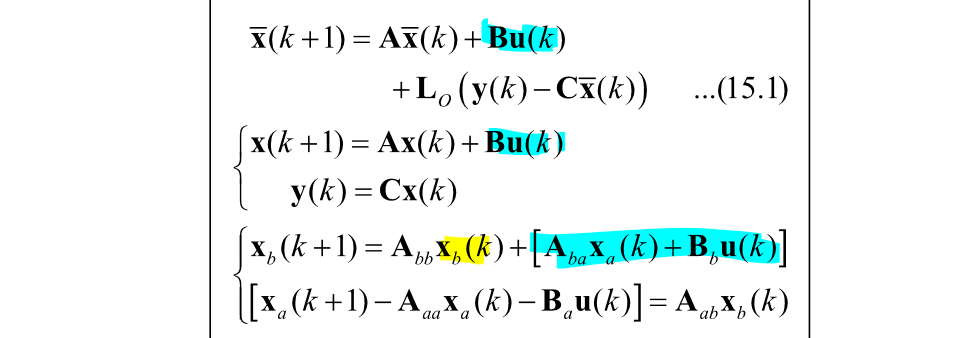 x̅(k+1) = Ax̅(k) + Bu(k)
+ L_O (y(k) − Cx̅(k)) ...(15.1)
x(k+1) = Ax(k) + Bu(k)
y(k) = Cx(k)
x_b(k+1) = A_bb x_b(k) + [A_ba x_a(k) + B_b u(k)]
[x_a(k+1) − A_aa x_a(k) − B_a u(k)] = A_ab x_b(k)